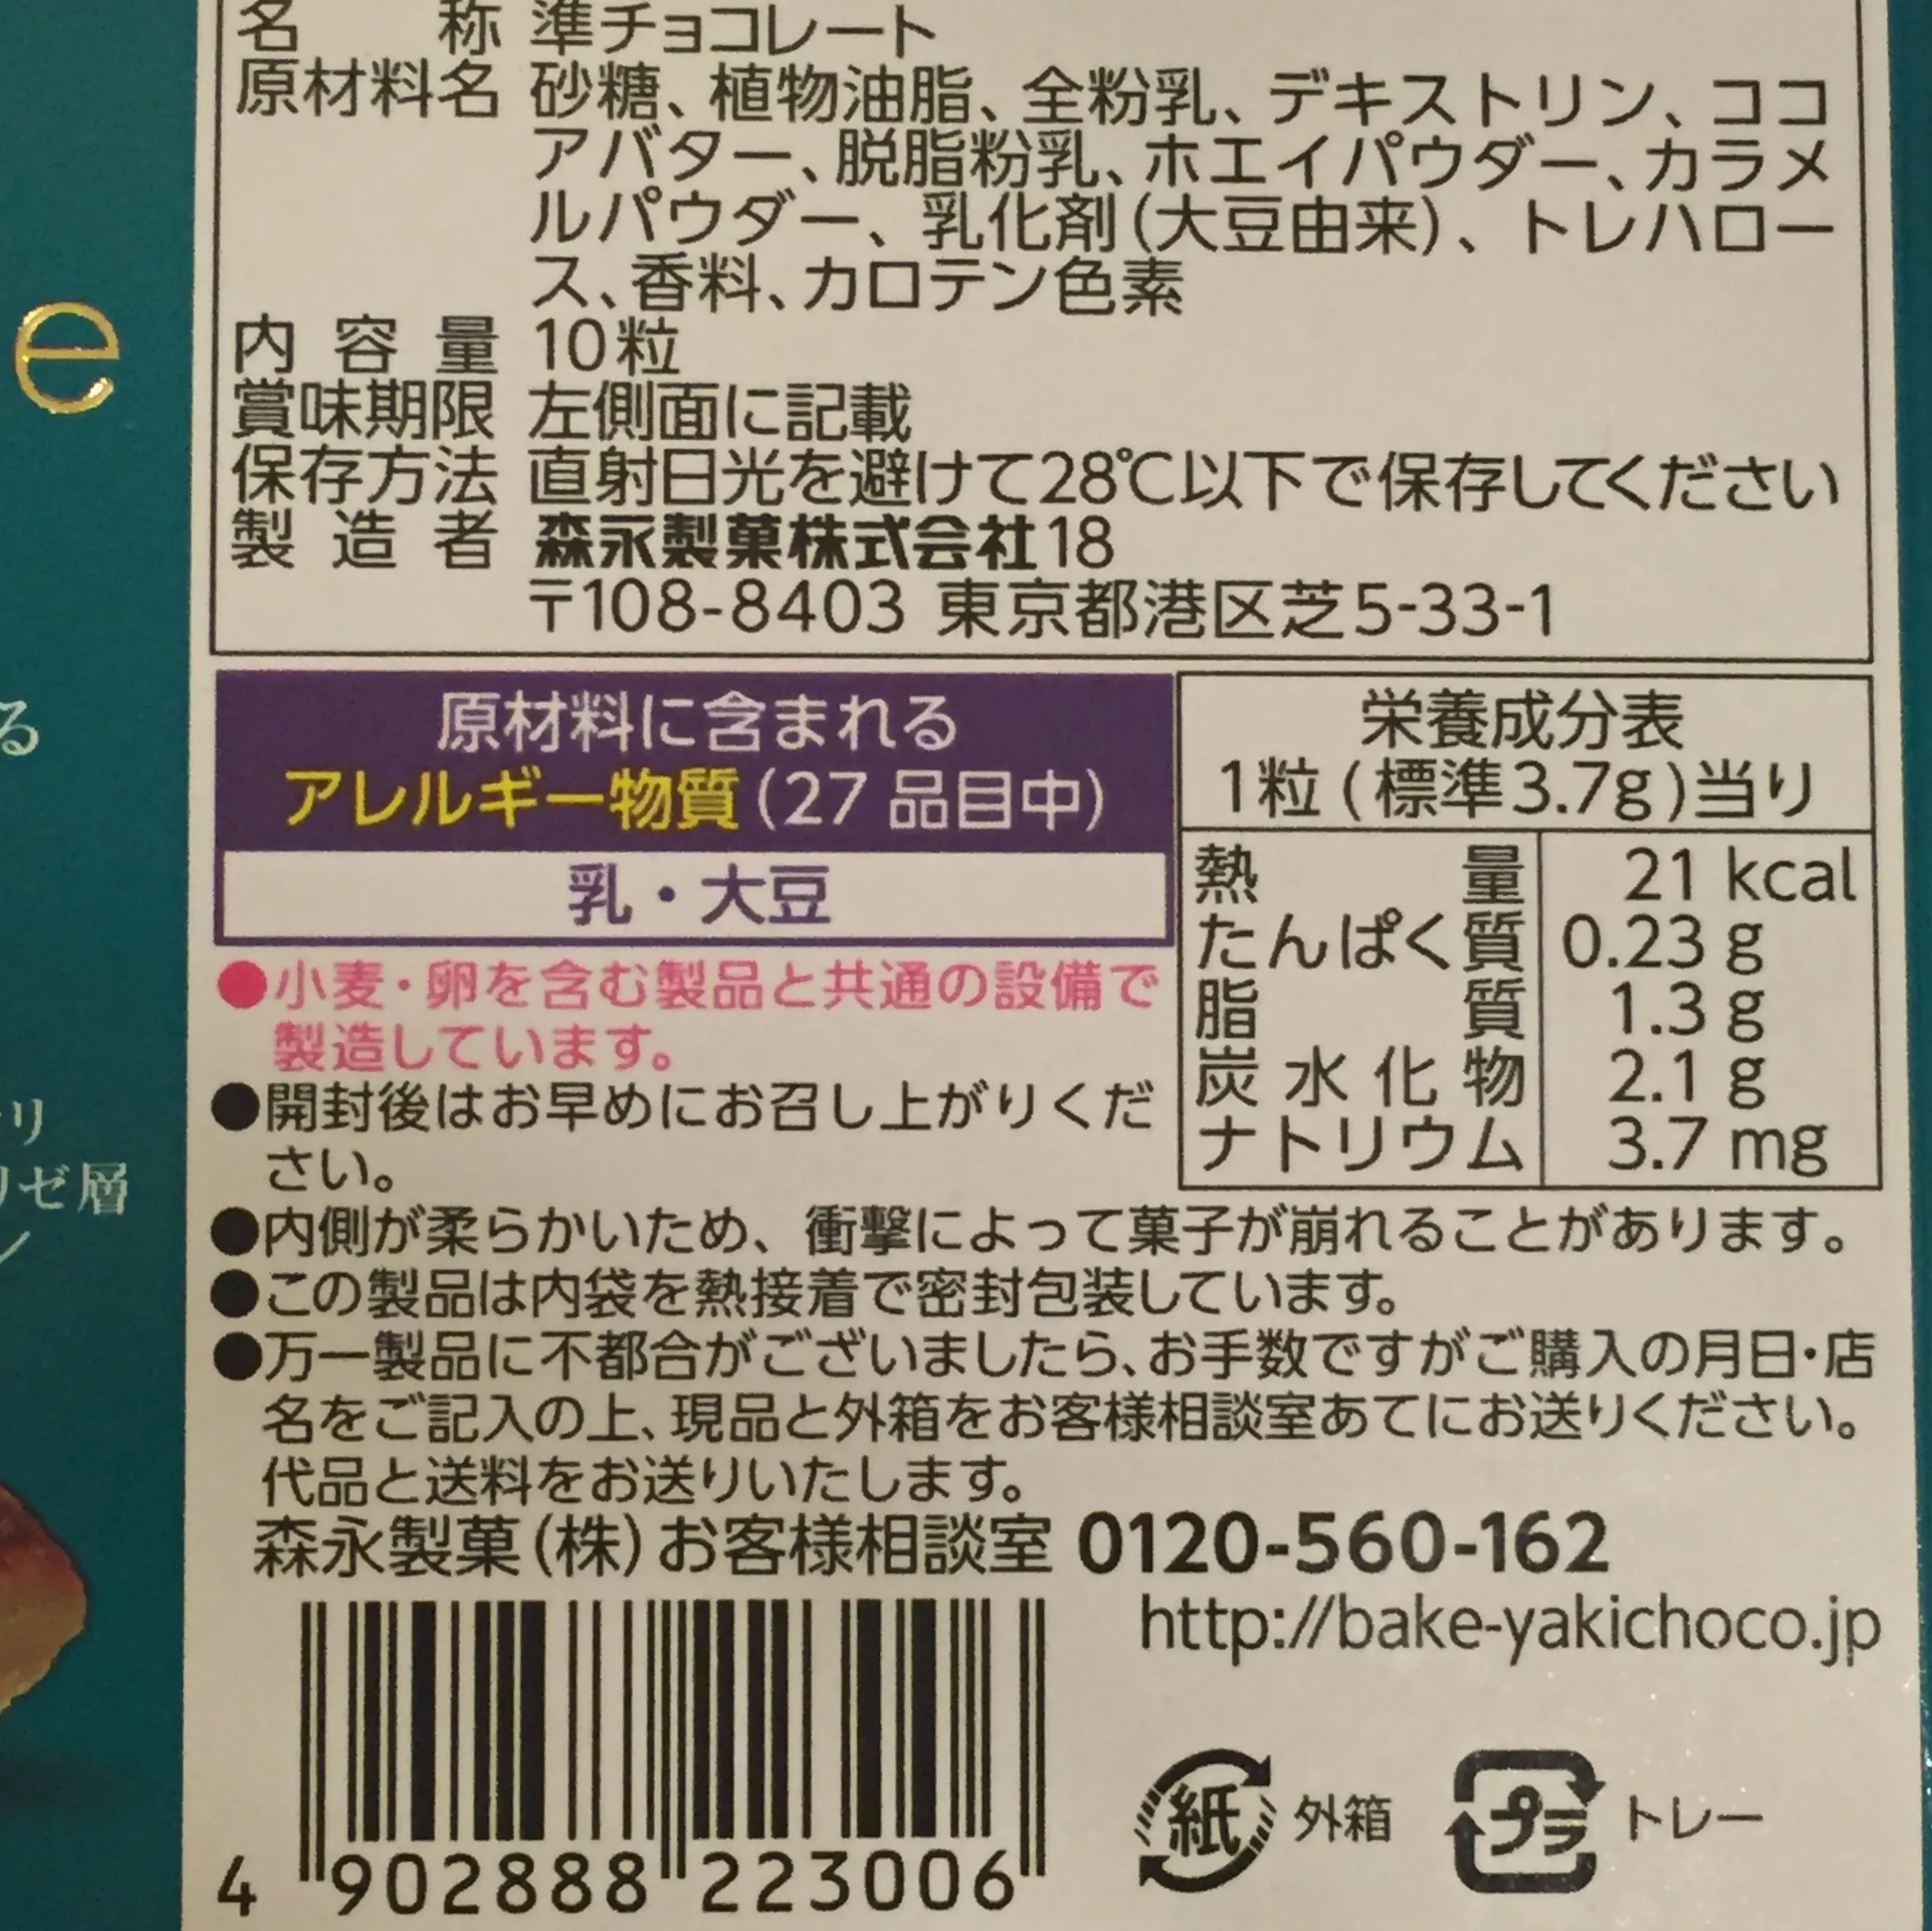 名称 準チョコレート
原材料名 砂糖、植物油脂、全粉乳、デキストリン、ココ
アバター、脱脂粉乳、ホエイパウダー、カラメ
ルパウダー、乳化剤(大豆由来)、トレハロー
ス、香料、カロテン色素
内容量 10粒
賞味期限 左側面に記載
保存方法 直射日光を避けて28℃以下で保存してください
製造者 森永製菓株式会社18
〒108-8403 東京都港区芝5-33-1
e
る
リ
リゼ層
原材料に含まれる
アレルギー物質(27品目中)
乳・大豆
●小麦・卵を含む製品と共通の設備で
製造しています。
●開封後はお早めにお召し上がりくだ
さい。
栄養成分表
1粒(標準3.7g)当り
熱量 21 kcal
たんぱく質 0.23 g
脂質 1.3 g
炭水化物 2.1 g
ナトリウム 3.7 mg
●内側が柔らかいため、衝撃によって菓子が崩れることがあります。
●この製品は内袋を熱接着で密封包装しています。
●万一製品に不都合がございましたら、お手数ですがご購入の月日・店
名をご記入の上、現品と外箱をお客様相談室あてにお送りください。
代品と送料をお送りいたします。
森永製菓(株)お客様相談室 0120-560-162
http://bake-yakichoco.jp
紙 外箱 プラ トレー
4 902888 223006